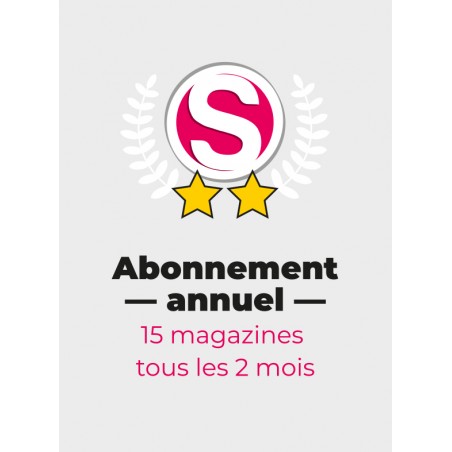 S
Abonnement
— annuel —
15 magazines
tous les 2 mois